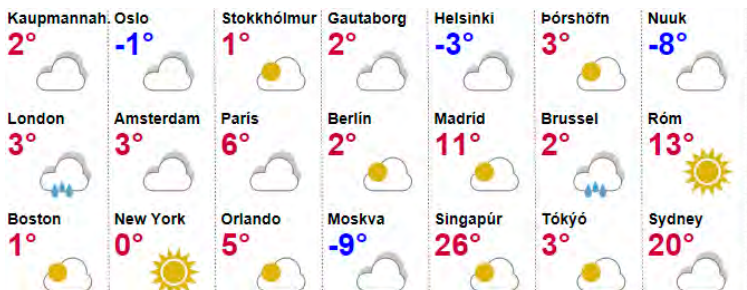 Kaupmannah. Oslo Stokkhólmur Gautaborg Helsinki Þórshöfn Nuuk
2° -1° 1° 2° -3° 3° -8°
London Amsterdam París Berlín Madríd Brussel Róm
3° 3° 6° 2° 11° 2° 13°
Boston New York Orlando Moskva Singapúr Tókýó Sydney
1° 0° 5° -9° 26° 3° 20°